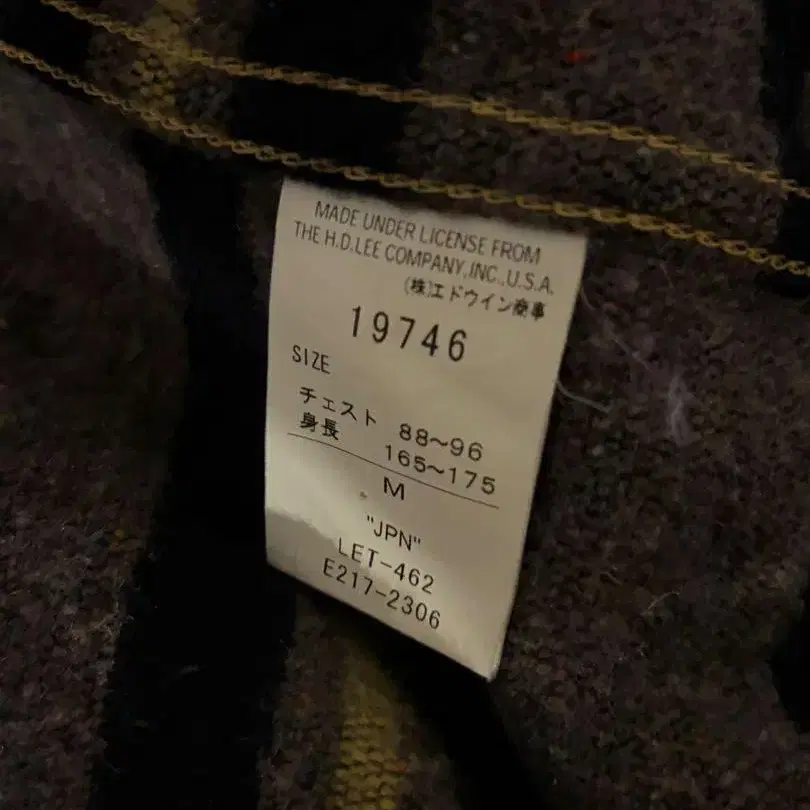 MADE UNDER LICENSE FROM
THE H.D.LEE COMPANY,INC.,U.S.A.
(株)エドウイン商事
19746
SIZE
チェスト 88〜96
身長 165〜175
M
"JPN"
LET-462
E217-2306